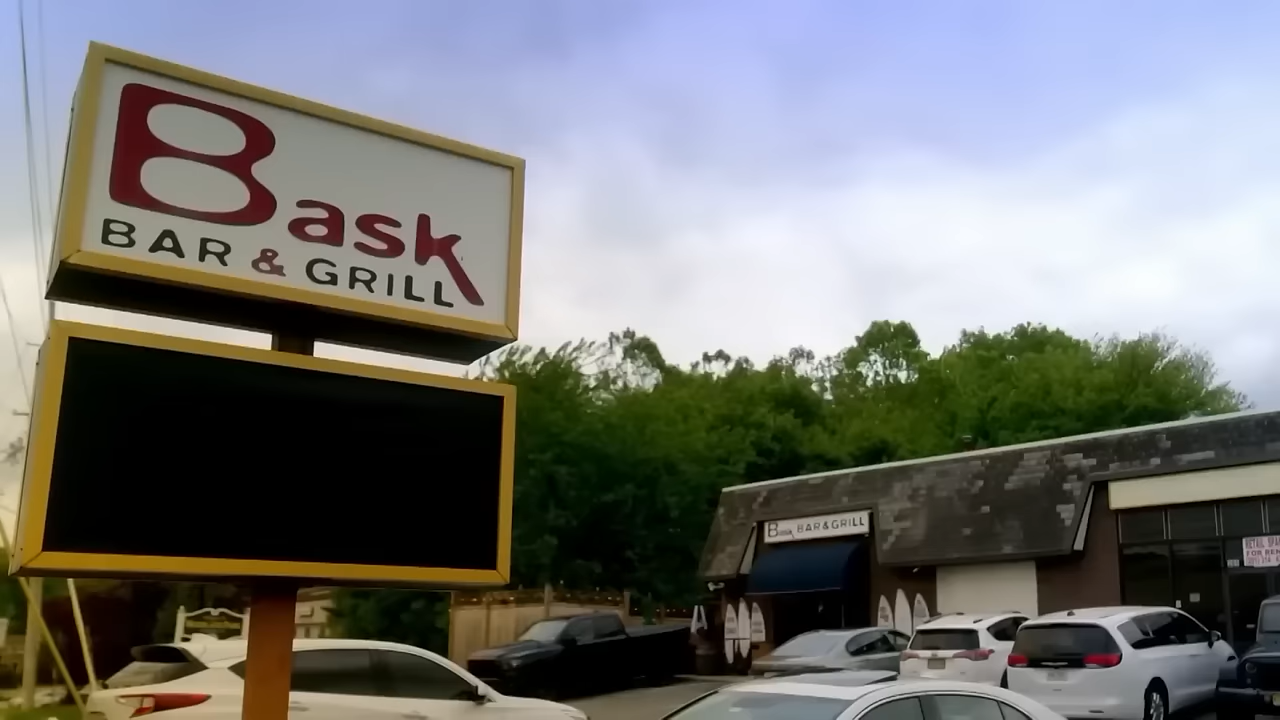 Bask
BAR & GRILL
Bask BAR & GRILL
RETAIL SPACE
FOR RENT